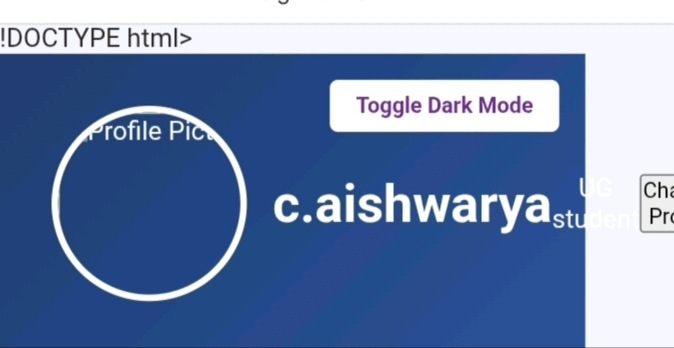 !DOCTYPE html>
Toggle Dark Mode
Profile Pict
c.aishwarya
UG
student
Cha
Pro